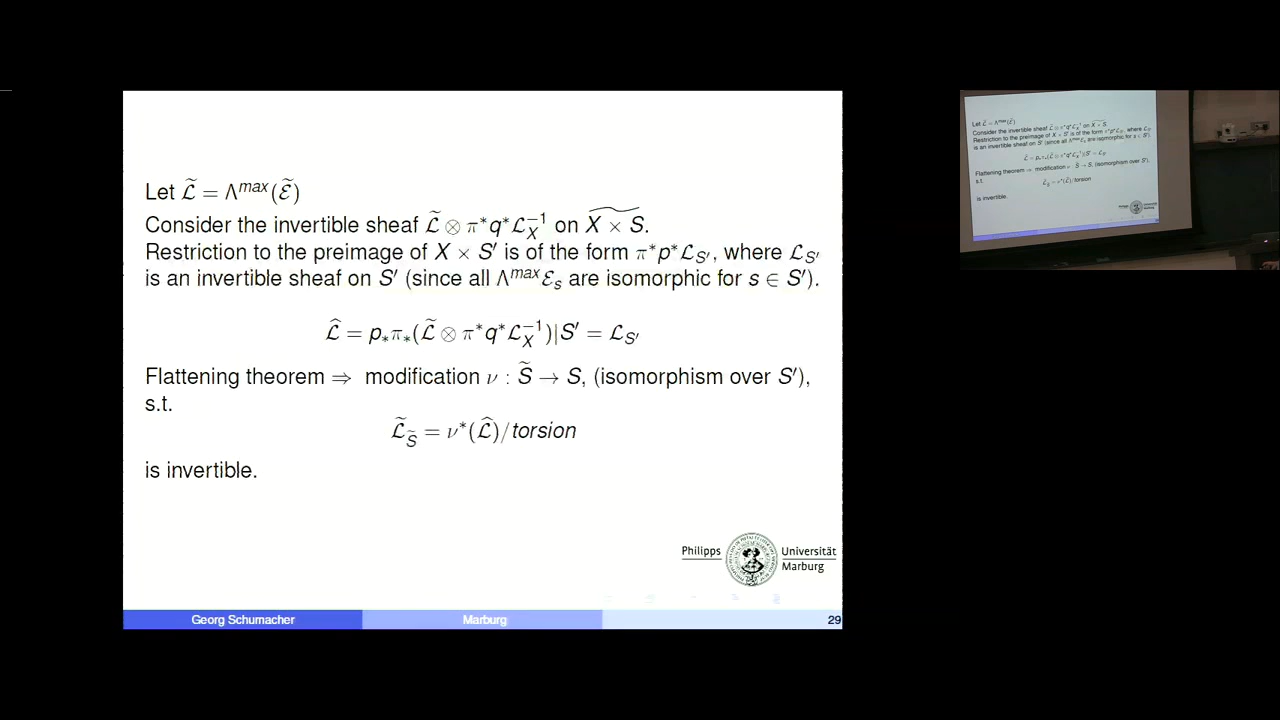 Let $\widetilde{\mathcal{L}} = \Lambda^{max}(\widetilde{\mathcal{E}})$
Consider the invertible sheaf $\widetilde{\mathcal{L}} \otimes \pi^* q^* \mathcal{L}_X^{-1}$ on $\widetilde{X \times S}$.
Restriction to the preimage of $X \times S'$ is of the form $\pi^* p^* \mathcal{L}_{S'}$, where $\mathcal{L}_{S'}$
is an invertible sheaf on $S'$ (since all $\Lambda^{max}\mathcal{E}_s$ are isomorphic for $s \in S'$).
$\widehat{\mathcal{L}} = p_* \pi_* (\widetilde{\mathcal{L}} \otimes \pi^* q^* \mathcal{L}_X^{-1})|S' = \mathcal{L}_{S'}$
Flattening theorem ⇒ modification $\nu : \widetilde{S} \to S$, (isomorphism over $S'$),
s.t.
$\widetilde{\mathcal{L}}_{\widetilde{S}} = \nu^*(\widehat{\mathcal{L}})/torsion$
is invertible.
Philipps Universität
Marburg
Georg Schumacher Marburg 29